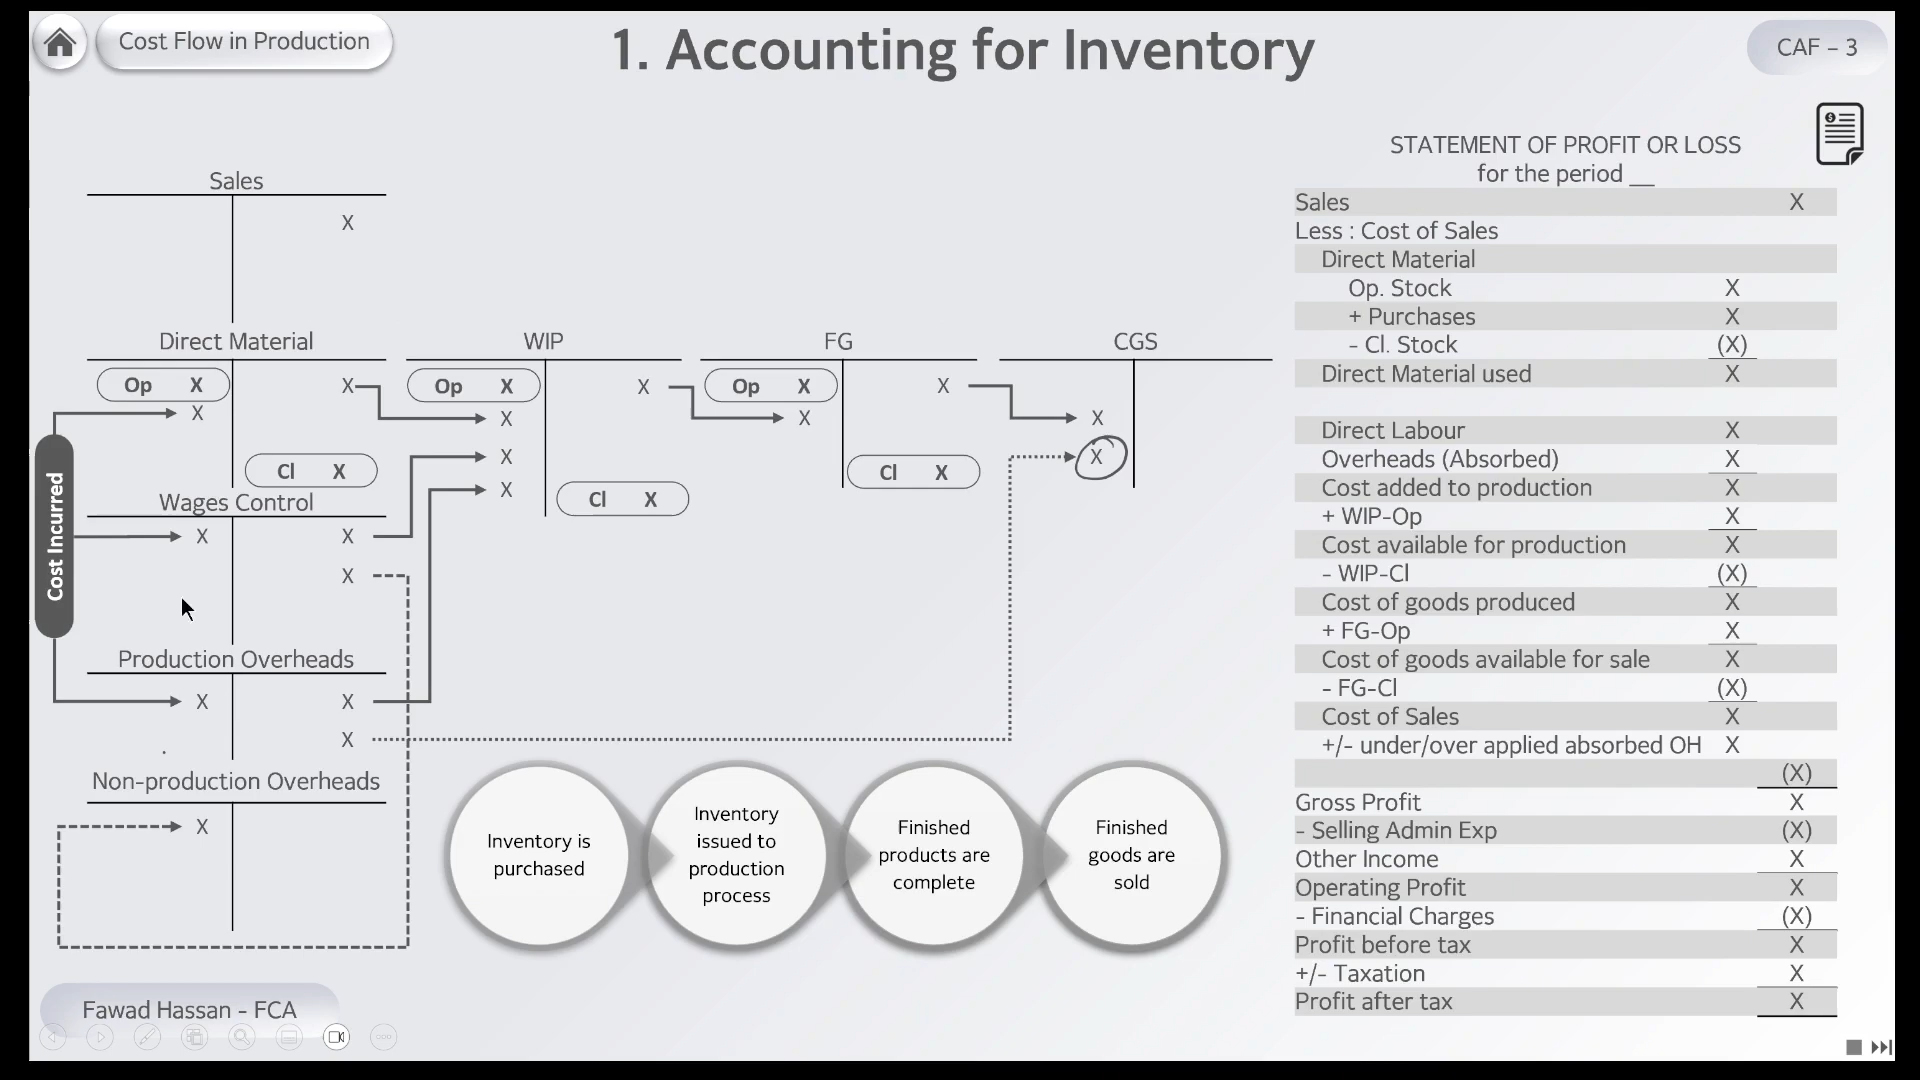 Cost Flow in Production
1. Accounting for Inventory
CAF – 3
Sales
X
Direct Material
Op X
X
X
Cl X
WIP
Op X
X
X
X
X
Cl X
FG
Op X
X
X
Cl X
CGS
X
X
Cost Incurred
Wages Control
X X
X
Production Overheads
X X
X
Non-production Overheads
X
Inventory is
purchased
Inventory
issued to
production
process
Finished
products are
complete
Finished
goods are
sold
STATEMENT OF PROFIT OR LOSS
for the period __
Sales X
Less : Cost of Sales
Direct Material
Op. Stock X
+ Purchases X
- Cl. Stock (X)
Direct Material used X
Direct Labour X
Overheads (Absorbed) X
Cost added to production X
+ WIP-Op X
Cost available for production X
- WIP-Cl (X)
Cost of goods produced X
+ FG-Op X
Cost of goods available for sale X
- FG-Cl (X)
Cost of Sales X
+/- under/over applied absorbed OH X
(X)
Gross Profit X
- Selling Admin Exp (X)
Other Income X
Operating Profit X
- Financial Charges (X)
Profit before tax X
+/- Taxation X
Profit after tax X
Fawad Hassan - FCA